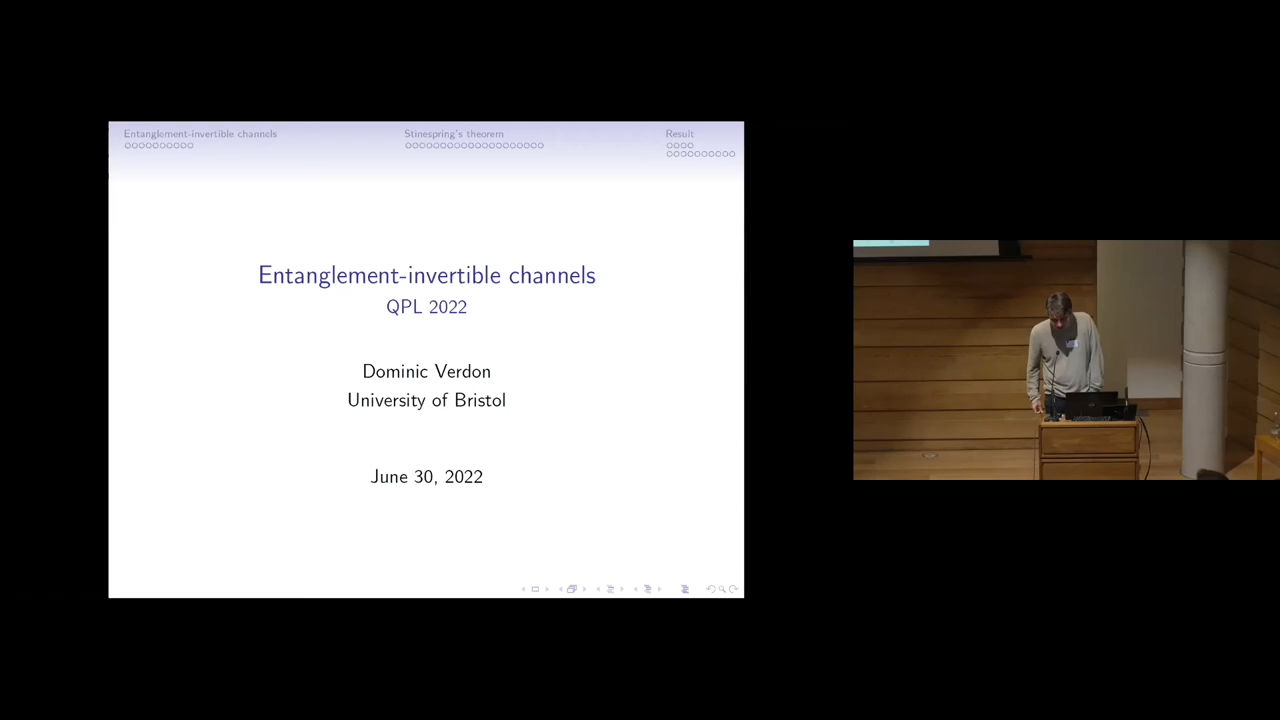 Entanglement-invertible channels
Stinespring's theorem
Result
Entanglement-invertible channels
QPL 2022
Dominic Verdon
University of Bristol
June 30, 2022